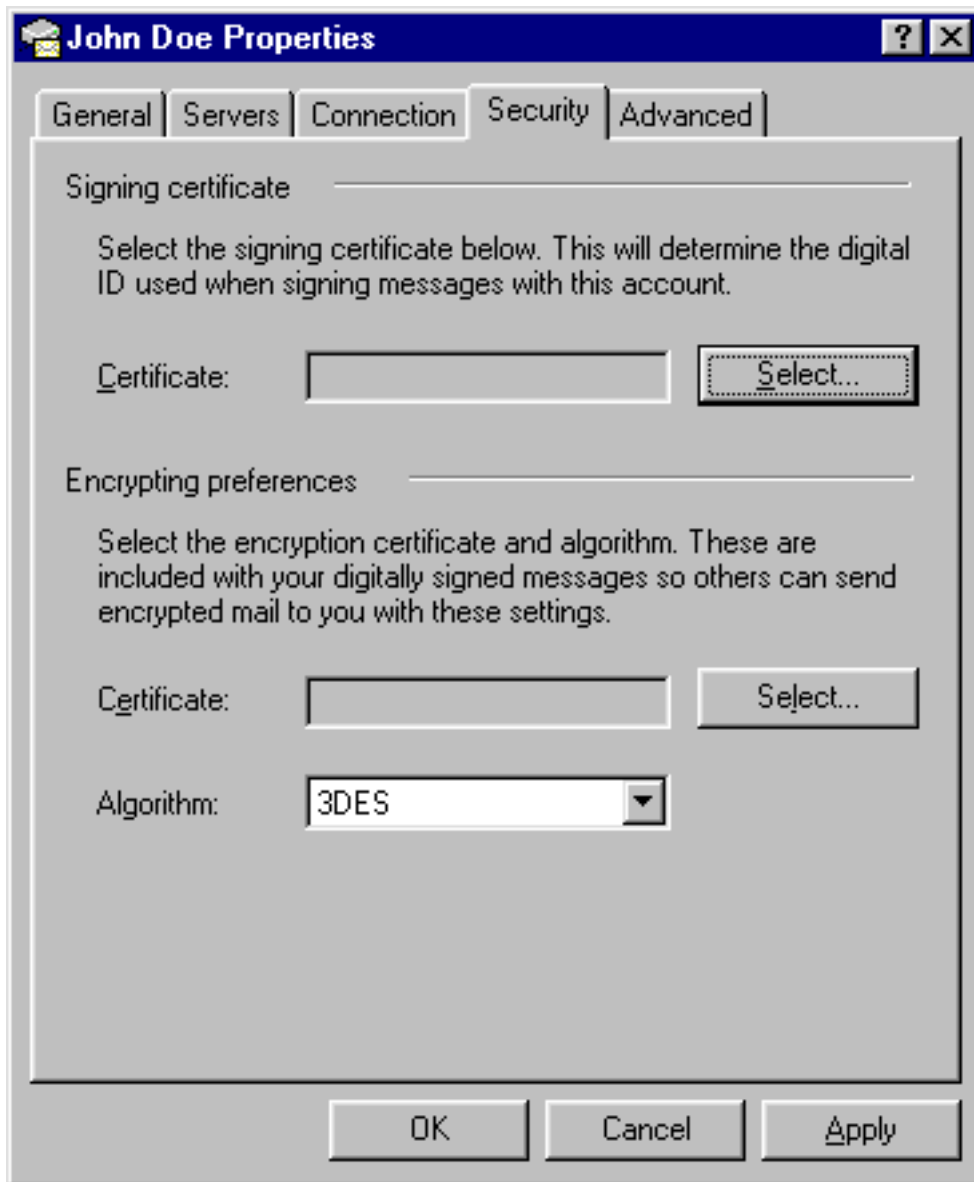 John Doe Properties
General Servers Connection Security Advanced
Signing certificate
Select the signing certificate below. This will determine the digital
ID used when signing messages with this account.
Certificate: Select...
Encrypting preferences
Select the encryption certificate and algorithm. These are
included with your digitally signed messages so others can send
encrypted mail to you with these settings.
Certificate: Select...
Algorithm: 3DES
OK Cancel Apply